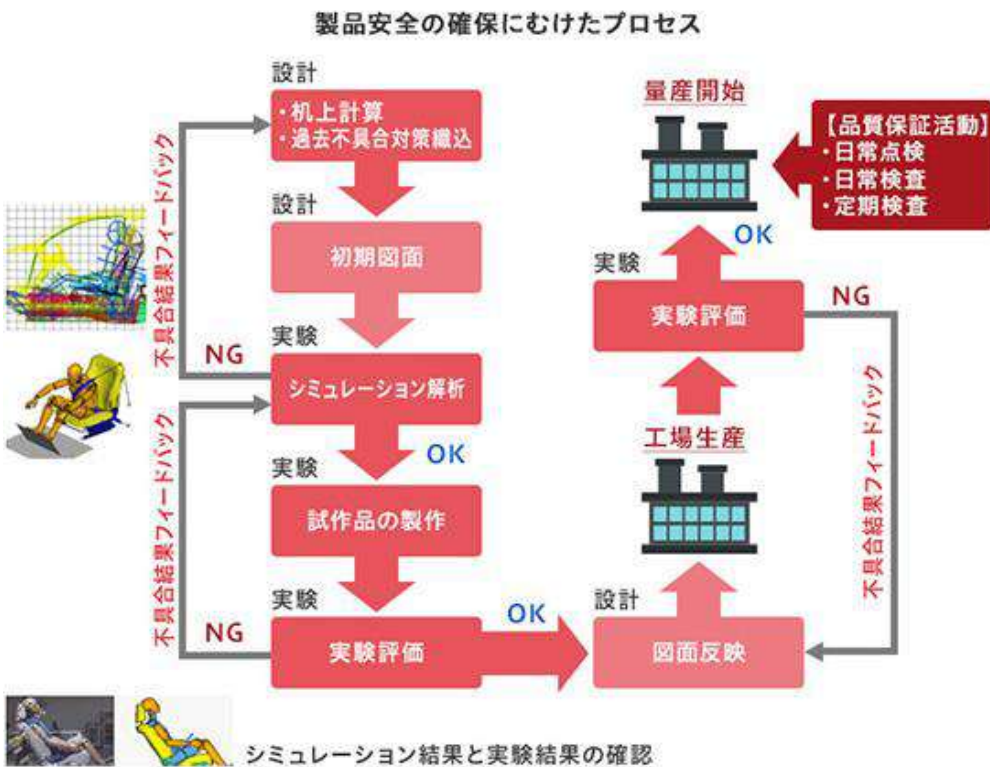 製品安全の確保にむけたプロセス
設計
・机上計算
・過去不具合対策織込
設計
初期図面
実験
シミュレーション解析
NG
不具合結果フィードバック
OK
実験
試作品の製作
実験
実験評価
NG
不具合結果フィードバック
OK
設計
図面反映
工場生産
実験
実験評価
NG
不具合結果フィードバック
OK
量産開始
【品質保証活動】
・日常点検
・日常検査
・定期検査
シミュレーション結果と実験結果の確認